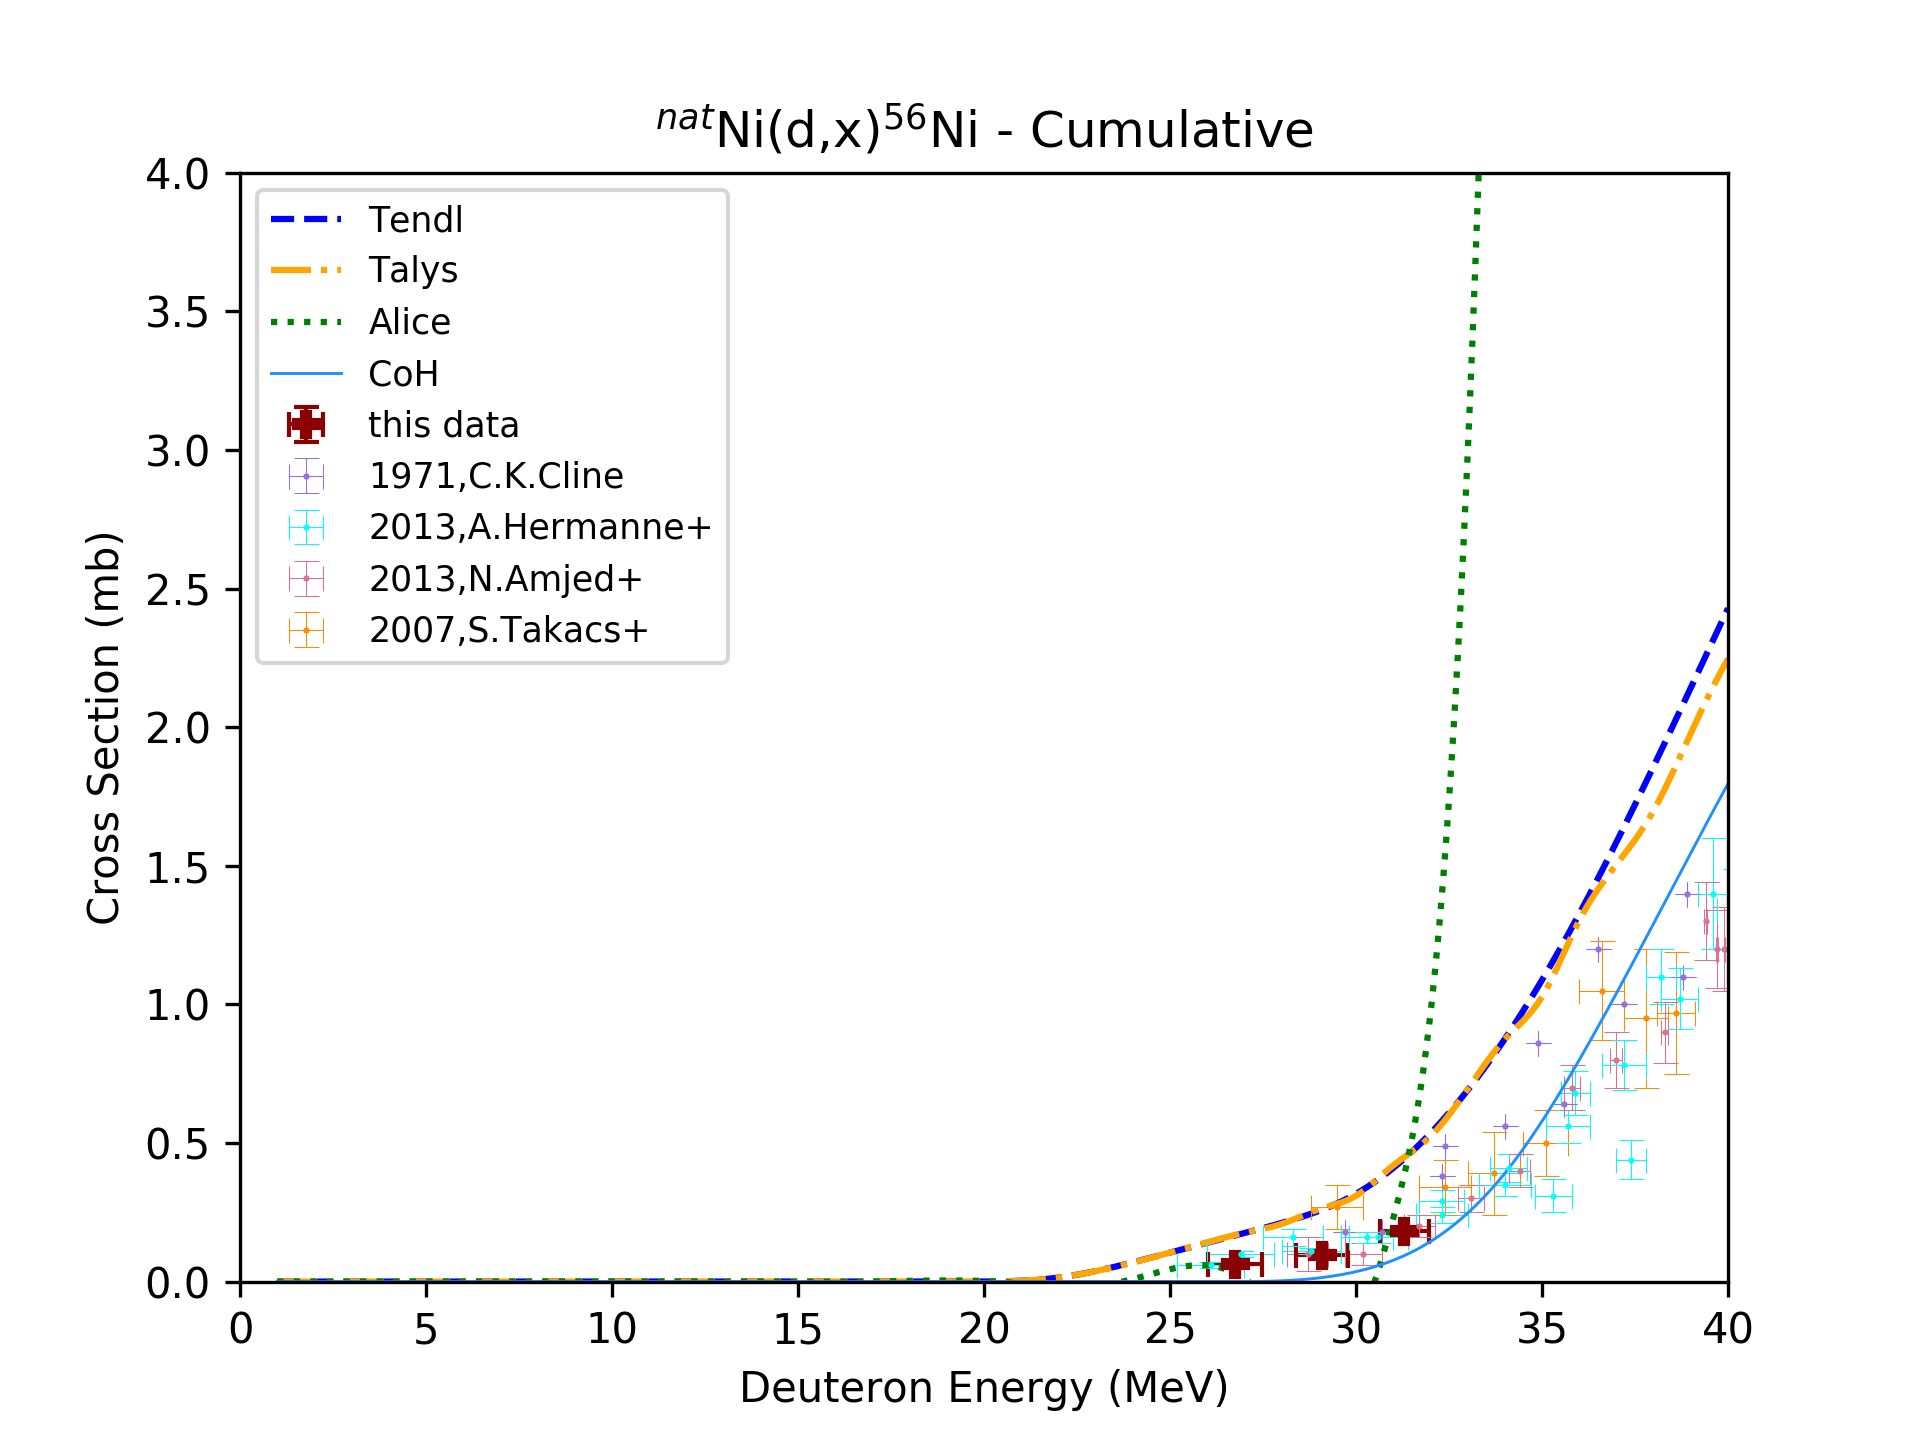 natNi(d,x)56Ni - Cumulative
4.0
3.5
3.0
2.5
2.0
1.5
1.0
0.5
0.0
Cross Section (mb)
Tendl
Talys
Alice
CoH
this data
1971,C.K.Cline
2013,A.Hermanne+
2013,N.Amjed+
2007,S.Takacs+
0 5 10 15 20 25 30 35 40
Deuteron Energy (MeV)